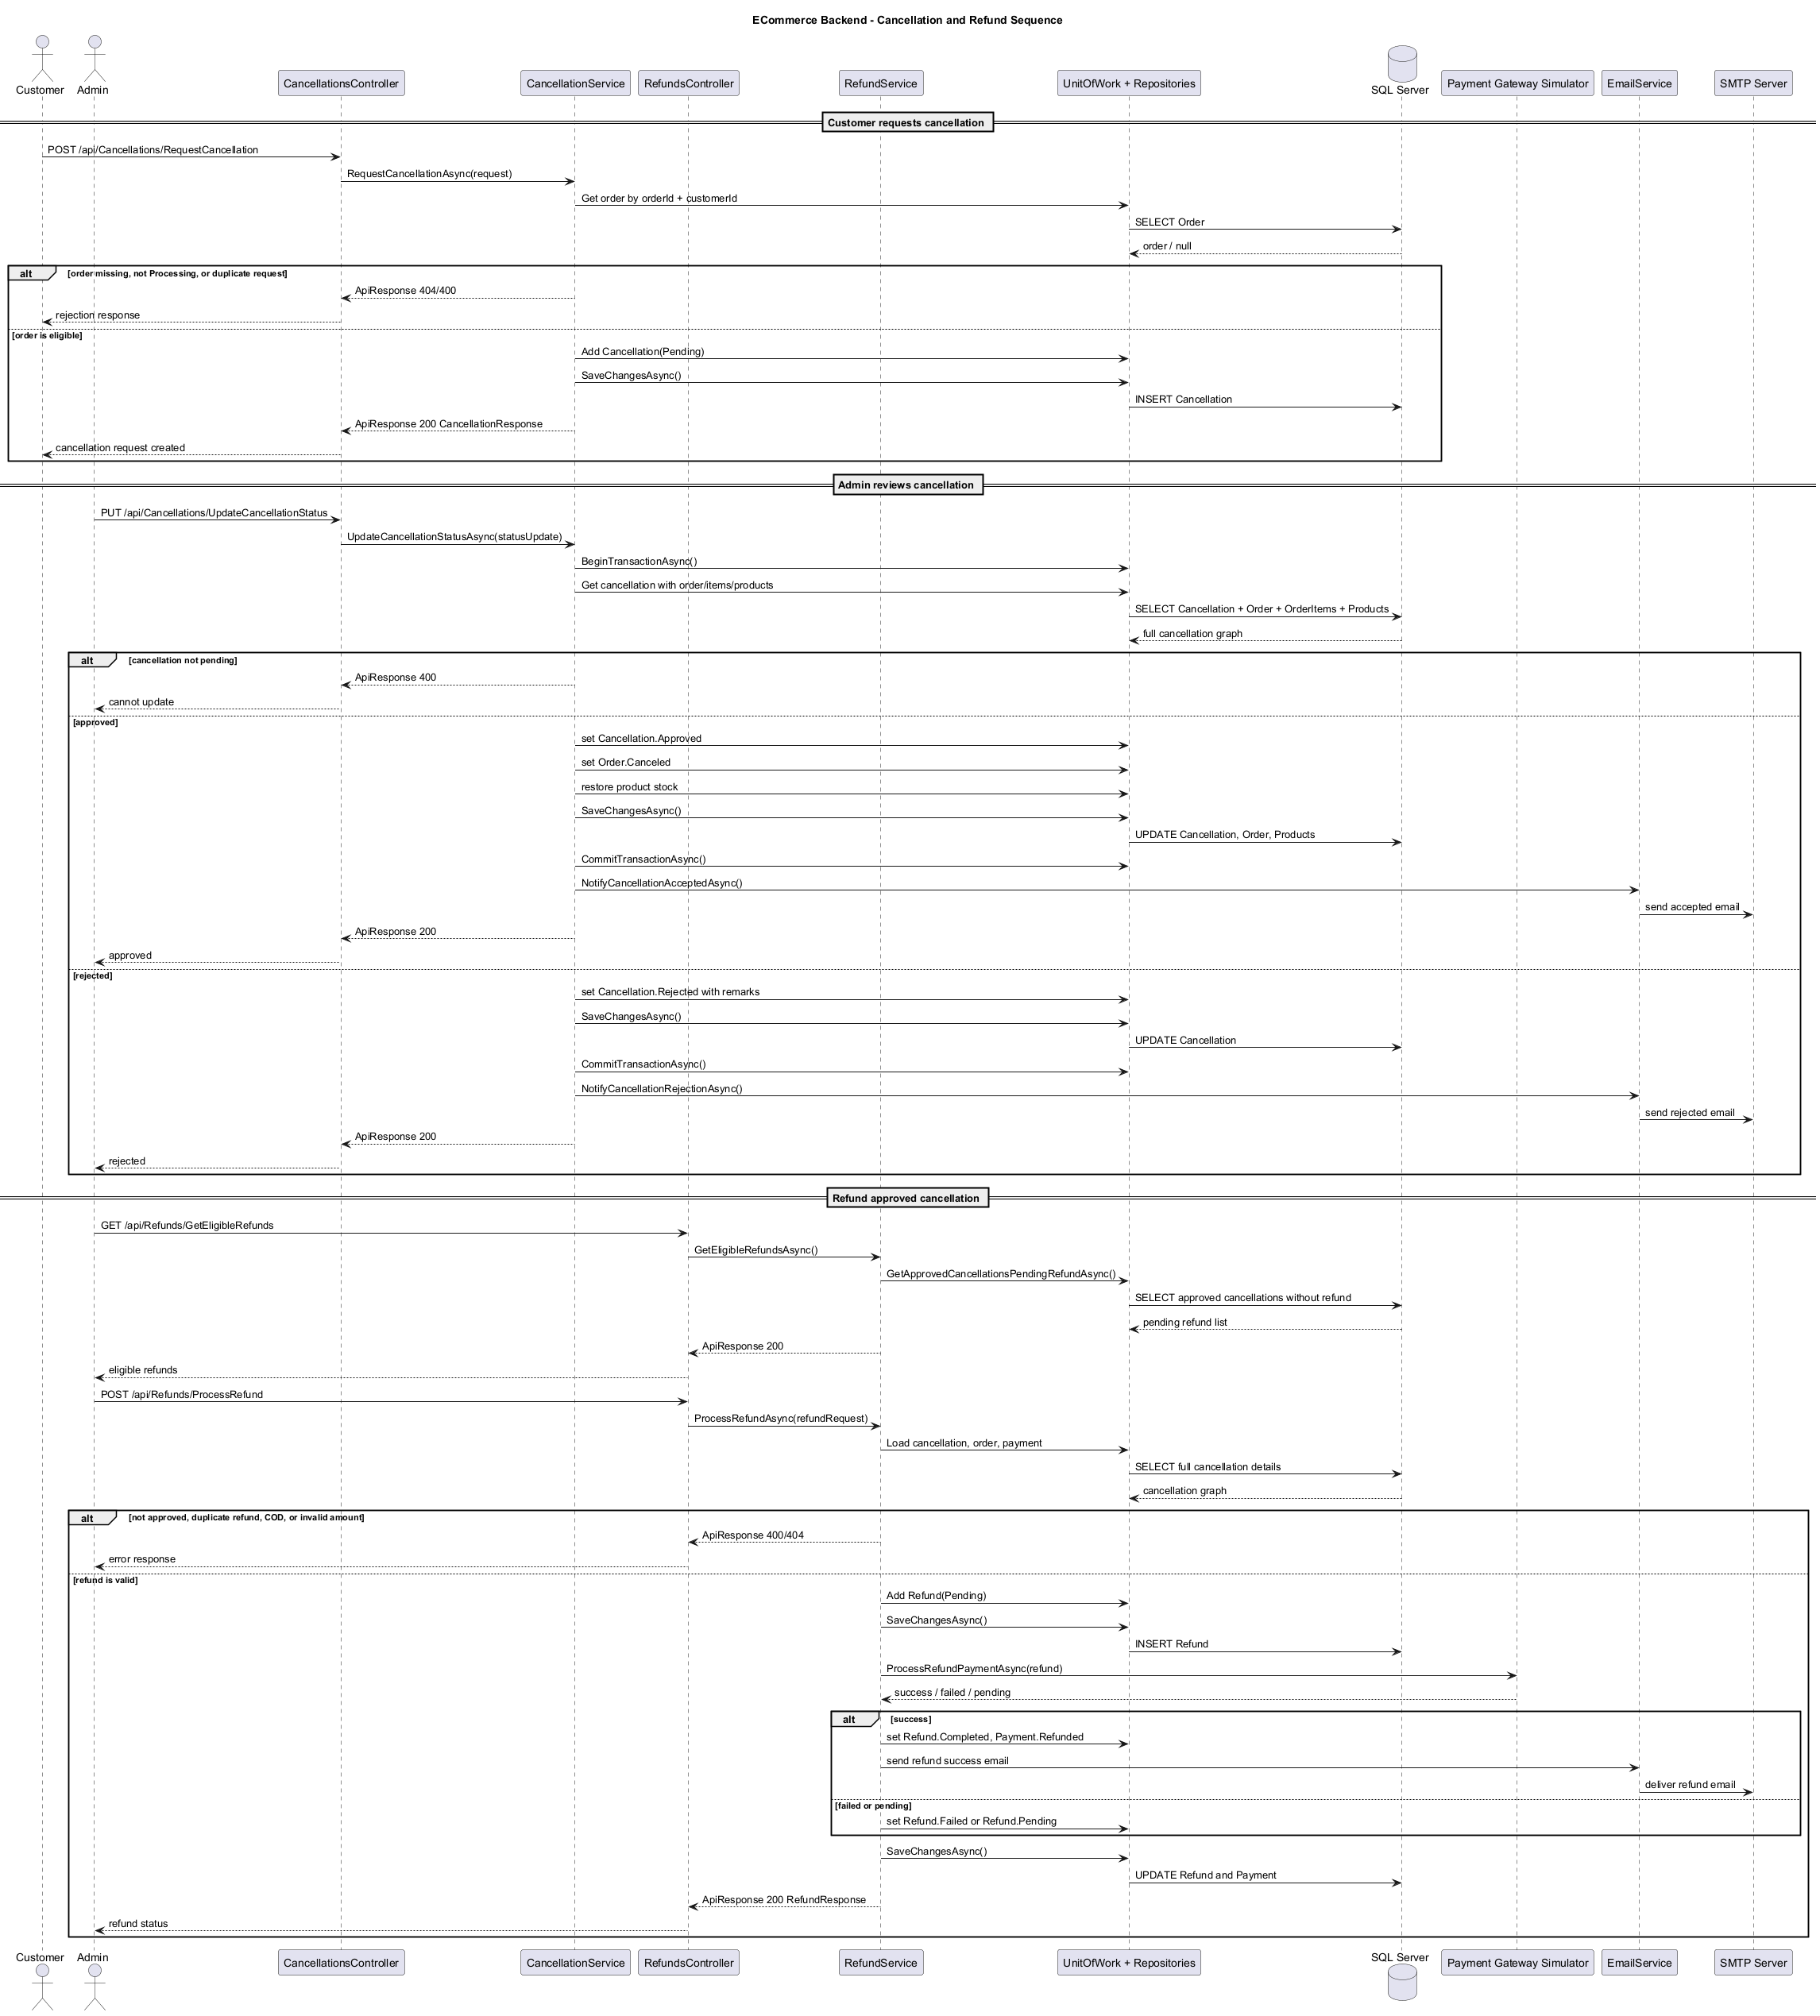 ECommerce Backend - Cancellation and Refund Sequence
Customer
Admin
CancellationsController
CancellationService
RefundsController
RefundService
UnitOfWork + Repositories
SQL Server
Payment Gateway Simulator
EmailService
SMTP Server
Customer requests cancellation
POST /api/Cancellations/RequestCancellation
RequestCancellationAsync(request)
Get order by orderId + customerId
SELECT Order
order / null
alt [order missing, not Processing, or duplicate request]
ApiResponse 404/400
rejection response
[order is eligible]
Add Cancellation(Pending)
SaveChangesAsync()
INSERT Cancellation
ApiResponse 200 CancellationResponse
cancellation request created
Admin reviews cancellation
PUT /api/Cancellations/UpdateCancellationStatus
UpdateCancellationStatusAsync(statusUpdate)
BeginTransactionAsync()
Get cancellation with order/items/products
SELECT Cancellation + Order + OrderItems + Products
full cancellation graph
alt [cancellation not pending]
ApiResponse 400
cannot update
[approved]
set Cancellation.Approved
set Order.Canceled
restore product stock
SaveChangesAsync()
UPDATE Cancellation, Order, Products
CommitTransactionAsync()
NotifyCancellationAcceptedAsync()
send accepted email
ApiResponse 200
approved
[rejected]
set Cancellation.Rejected with remarks
SaveChangesAsync()
UPDATE Cancellation
CommitTransactionAsync()
NotifyCancellationRejectionAsync()
send rejected email
ApiResponse 200
rejected
Refund approved cancellation
GET /api/Refunds/GetEligibleRefunds
GetEligibleRefundsAsync()
GetApprovedCancellationsPendingRefundAsync()
SELECT approved cancellations without refund
pending refund list
ApiResponse 200
eligible refunds
POST /api/Refunds/ProcessRefund
ProcessRefundAsync(refundRequest)
Load cancellation, order, payment
SELECT full cancellation details
cancellation graph
alt [not approved, duplicate refund, COD, or invalid amount]
ApiResponse 400/404
error response
[refund is valid]
Add Refund(Pending)
SaveChangesAsync()
INSERT Refund
ProcessRefundPaymentAsync(refund)
success / failed / pending
alt [success]
set Refund.Completed, Payment.Refunded
send refund success email
deliver refund email
[failed or pending]
set Refund.Failed or Refund.Pending
SaveChangesAsync()
UPDATE Refund and Payment
ApiResponse 200 RefundResponse
refund status
Customer
Admin
CancellationsController
CancellationService
RefundsController
RefundService
UnitOfWork + Repositories
SQL Server
Payment Gateway Simulator
EmailService
SMTP Server